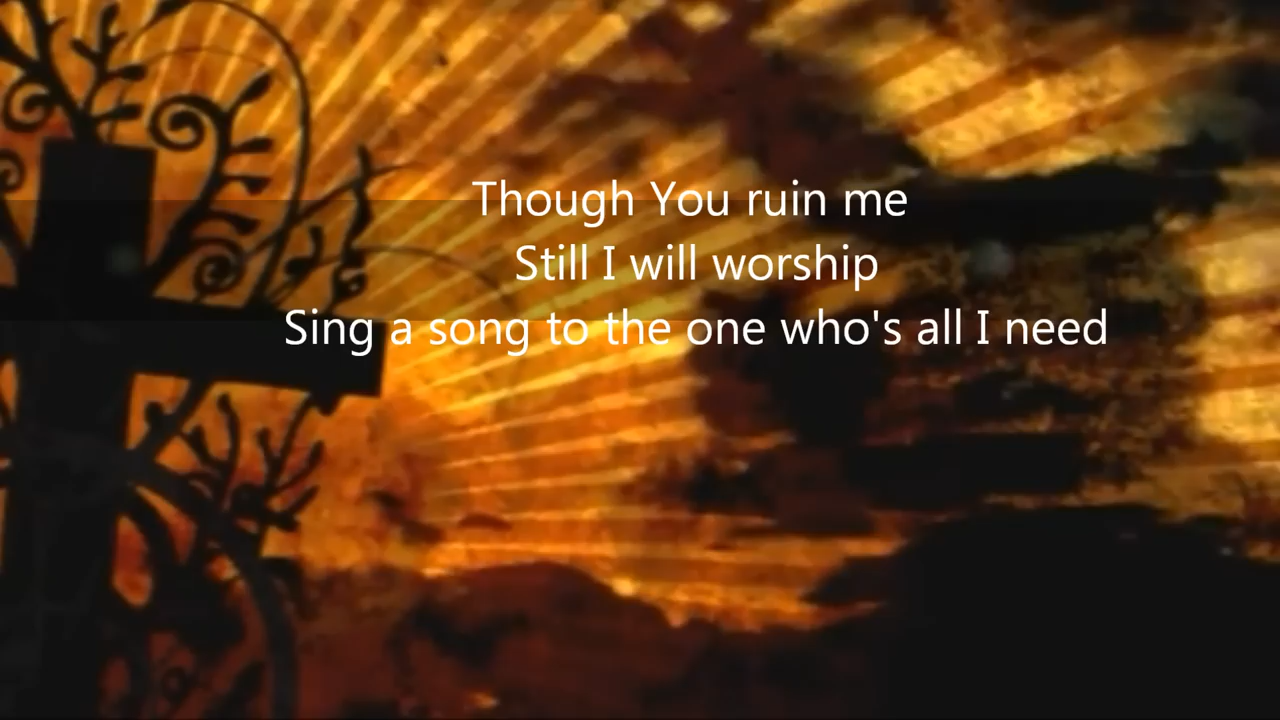 Though You ruin me
Still I will worship
Sing a song to the one who's all I need